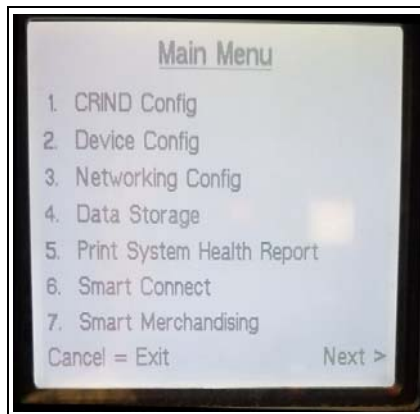 Main Menu
1. CRIND Config
2. Device Config
3. Networking Config
4. Data Storage
5. Print System Health Report
6. Smart Connect
7. Smart Merchandising
Cancel = Exit Next >